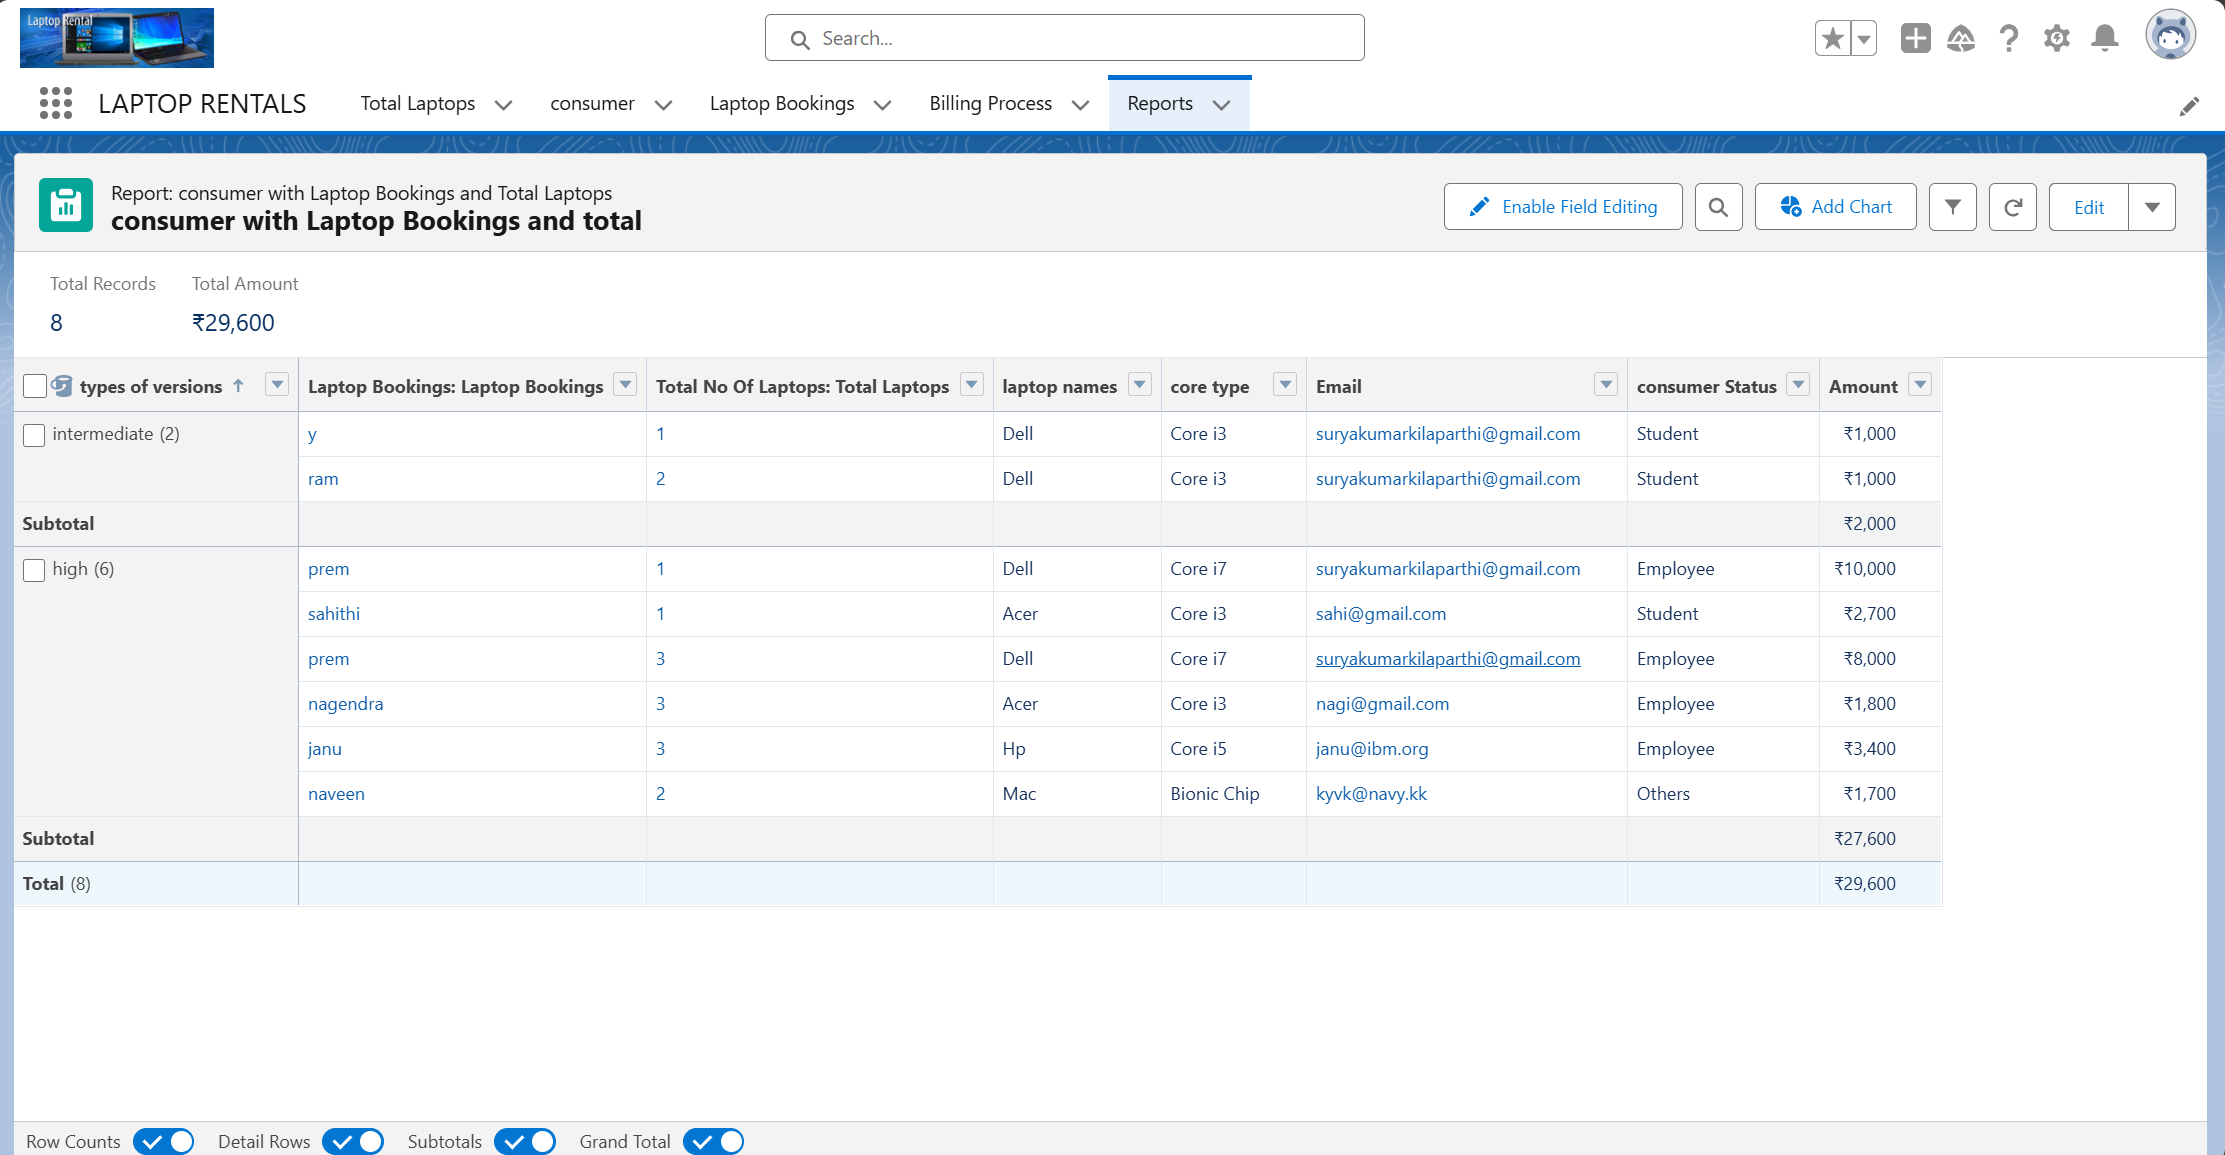 Laptop Rental
Search...
LAPTOP RENTALS Total Laptops consumer Laptop Bookings Billing Process Reports
Report: consumer with Laptop Bookings and Total Laptops
consumer with Laptop Bookings and total
Enable Field Editing Add Chart Edit
Total Records Total Amount
8 ₹29,600
types of versions ↑ Laptop Bookings: Laptop Bookings Total No Of Laptops: Total Laptops laptop names core type Email consumer Status Amount
intermediate (2) y 1 Dell Core i3 suryakumarkilaparthi@gmail.com Student ₹1,000
ram 2 Dell Core i3 suryakumarkilaparthi@gmail.com Student ₹1,000
Subtotal ₹2,000
high (6) prem 1 Dell Core i7 suryakumarkilaparthi@gmail.com Employee ₹10,000
sahithi 1 Acer Core i3 sahi@gmail.com Student ₹2,700
prem 3 Dell Core i7 suryakumarkilaparthi@gmail.com Employee ₹8,000
nagendra 3 Acer Core i3 nagi@gmail.com Employee ₹1,800
janu 3 Hp Core i5 janu@ibm.org Employee ₹3,400
naveen 2 Mac Bionic Chip kyvk@navy.kk Others ₹1,700
Subtotal ₹27,600
Total (8) ₹29,600
Row Counts Detail Rows Subtotals Grand Total